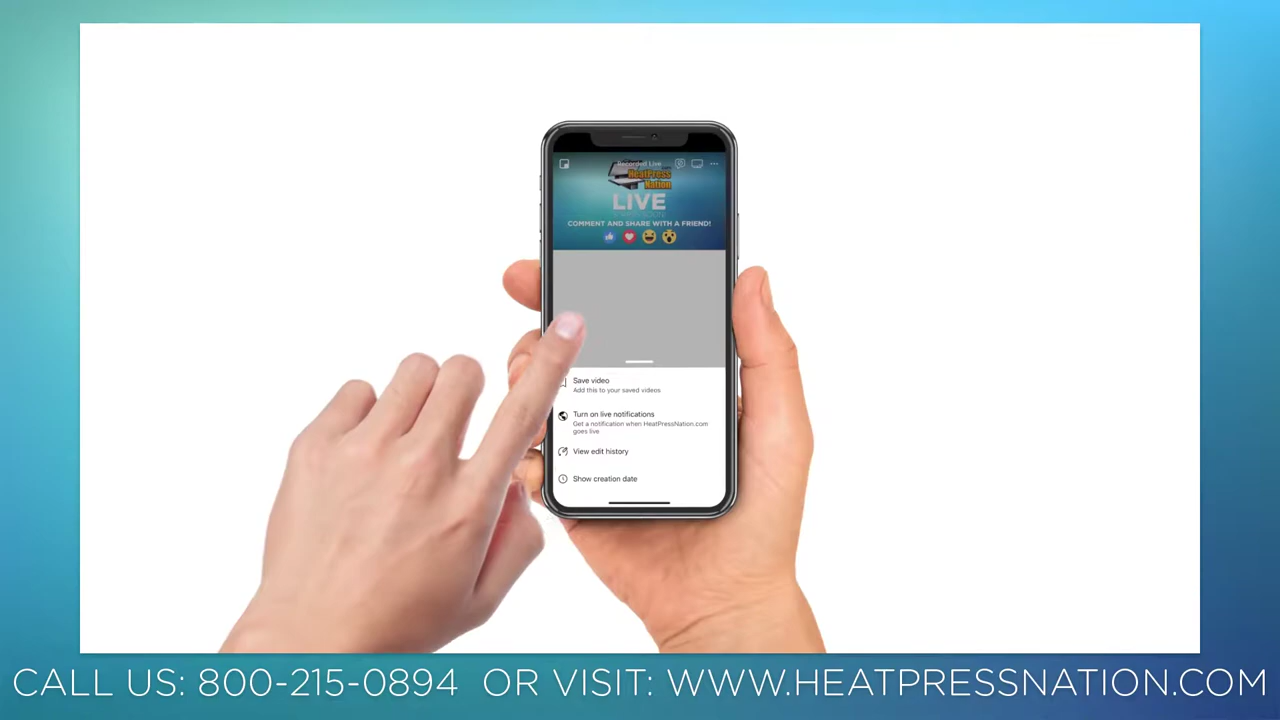 Recorded Live
HeatPress
Nation
LIVE
COMMENT AND SHARE WITH A FRIEND!
Save video
Add this to your saved videos
Turn on live notifications
Get a notification when HeatPressNation.com
goes live
View edit history
Show creation date
CALL US: 800-215-0894 OR VISIT: WWW.HEATPRESSNATION.COM